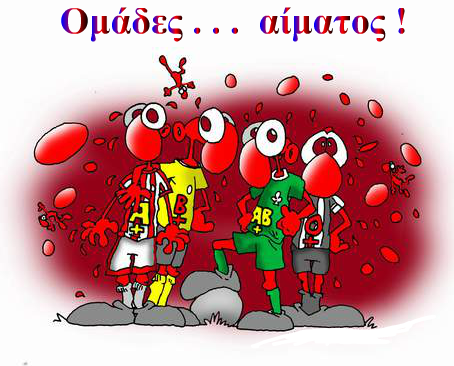 Ομάδες . . . αίματος !
A+
B+
AB+
O+